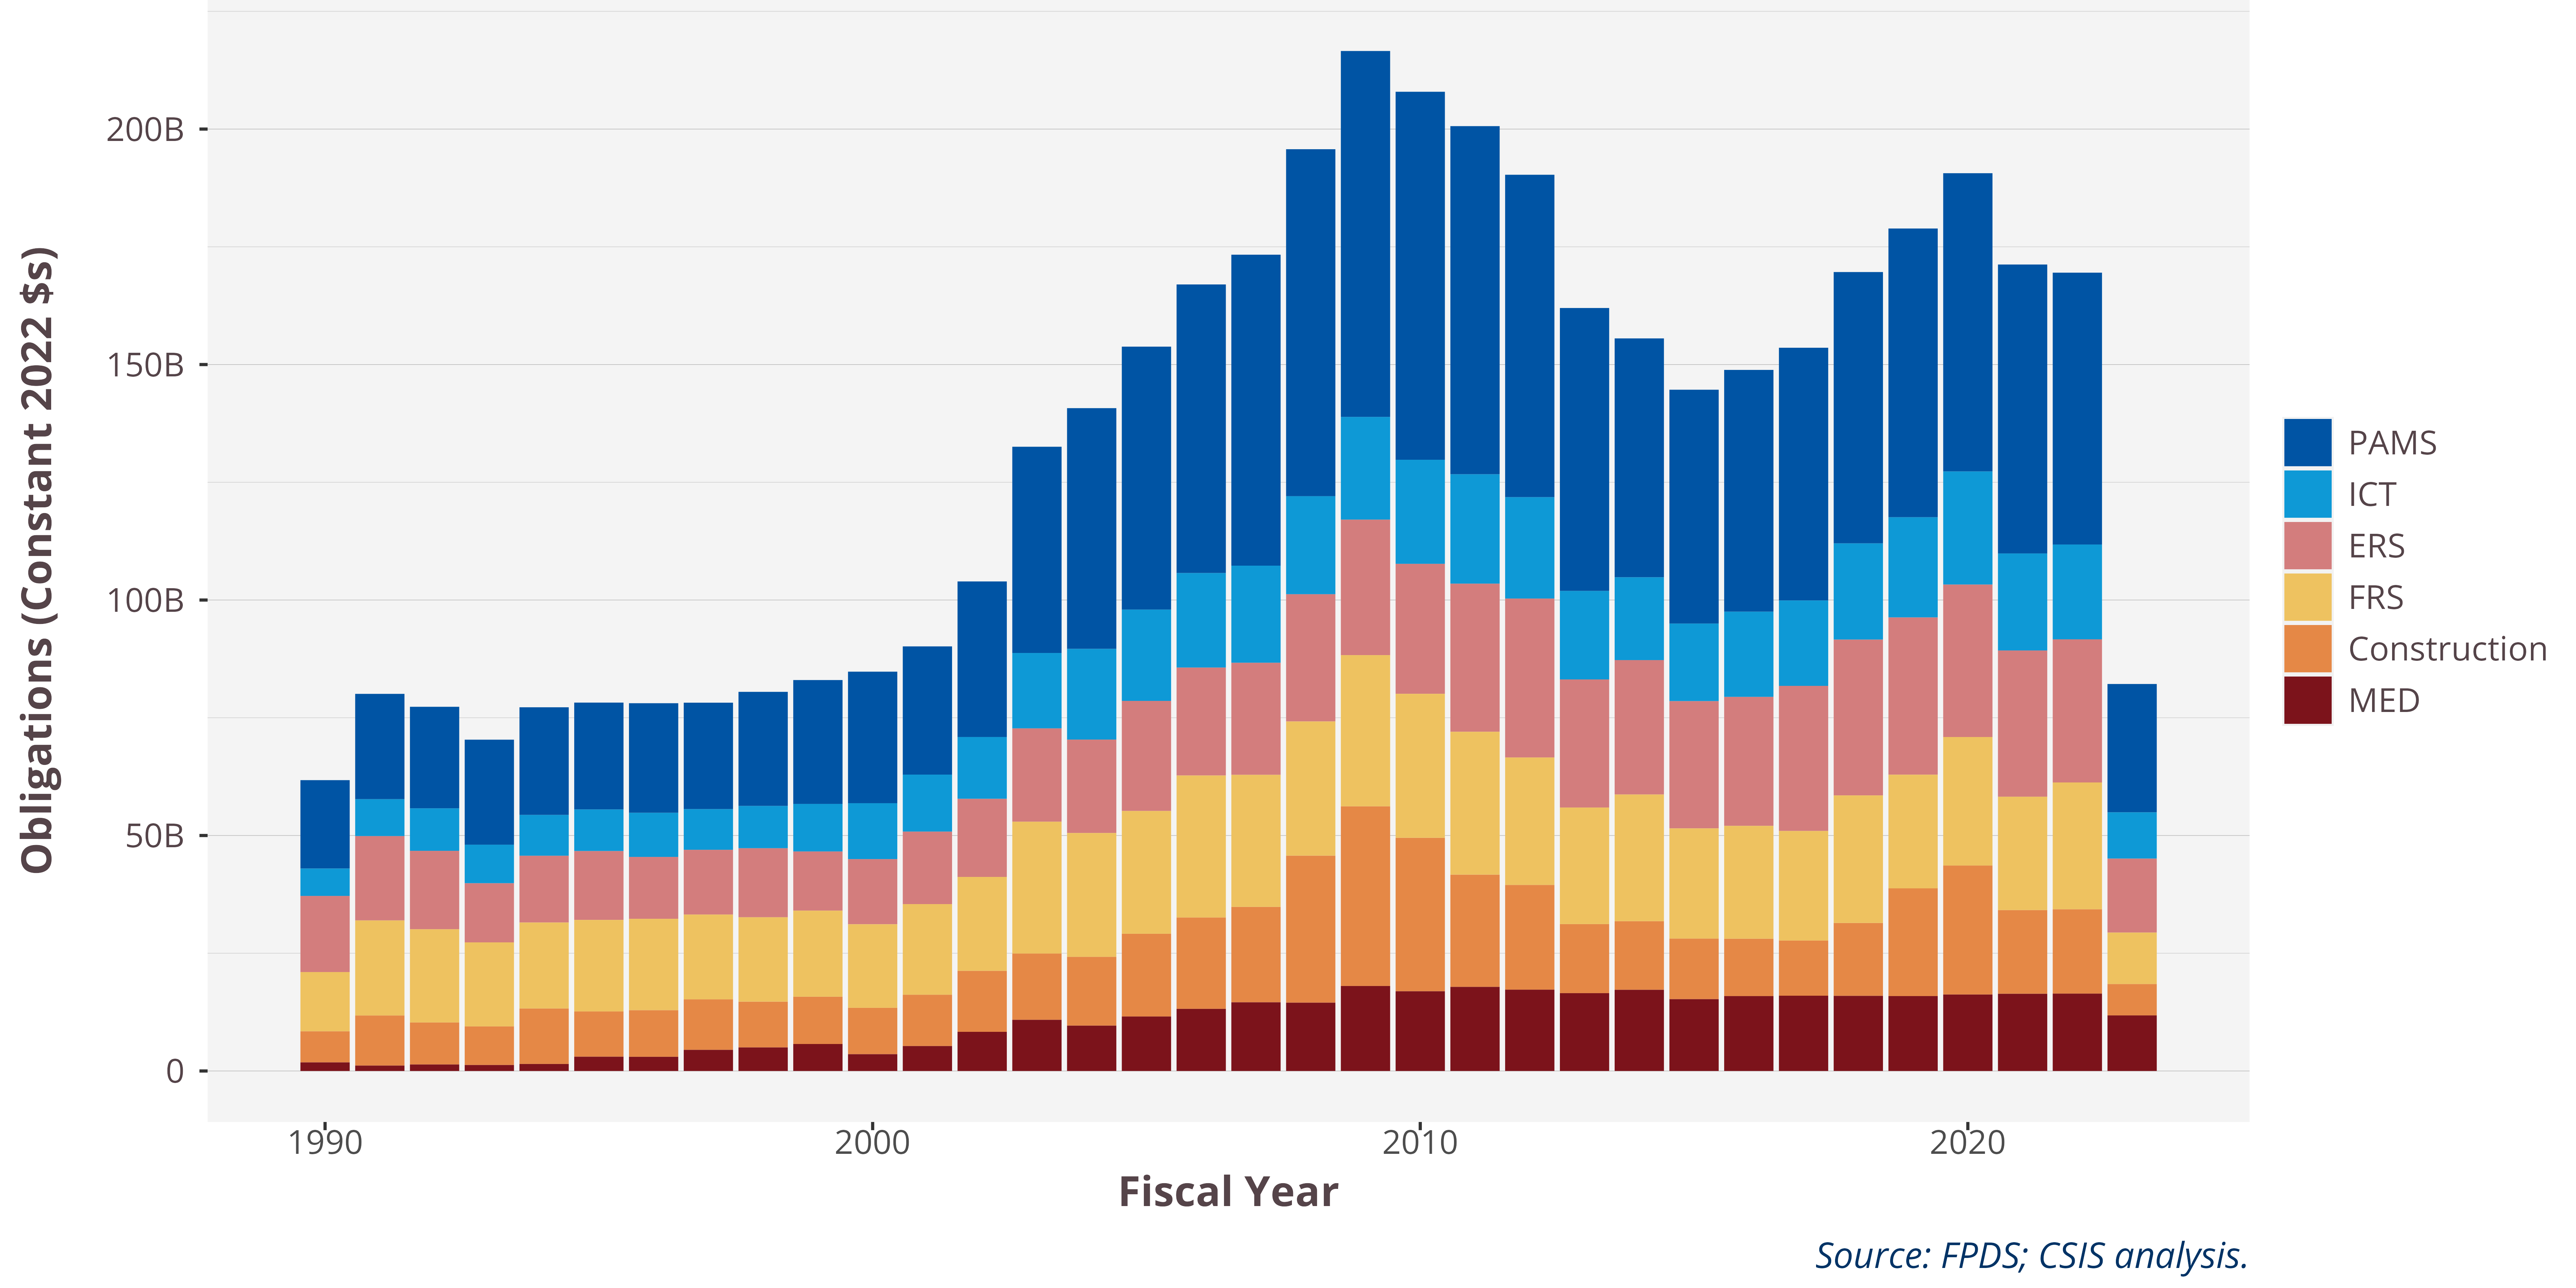 Obligations (Constant 2022 $s)
200B
150B
100B
50B
0
1990
2000
2010
2020
Fiscal Year
PAMS
ICT
ERS
FRS
Construction
MED
Source: FPDS; CSIS analysis.